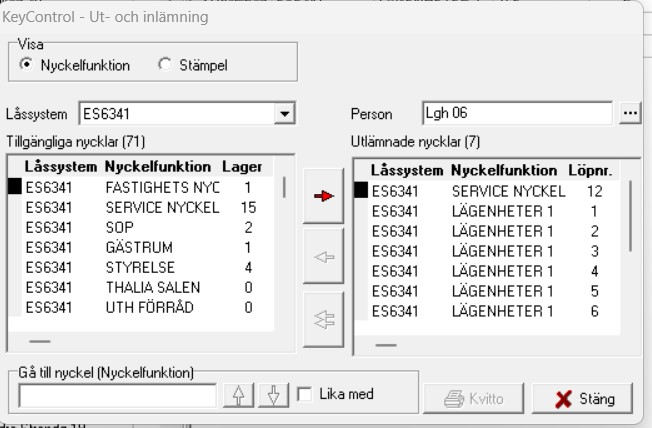 KeyControl - Ut- och inlämning
Visa
Nyckelfunktion Stämpel
Låssystem ES6341
Person Lgh 06 ...
Tillgängliga nycklar (71)
Låssystem Nyckelfunktion Lager
ES6341 FASTIGHETS NYC 1
ES6341 SERVICE NYCKEL 15
ES6341 SOP 2
ES6341 GÄSTRUM 1
ES6341 STYRELSE 4
ES6341 THALIA SALEN 0
ES6341 UTH FÖRRÅD 0
Utlämnade nycklar (7)
Låssystem Nyckelfunktion Löpnr.
ES6341 SERVICE NYCKEL 12
ES6341 LÄGENHETER 1 1
ES6341 LÄGENHETER 1 2
ES6341 LÄGENHETER 1 3
ES6341 LÄGENHETER 1 4
ES6341 LÄGENHETER 1 5
ES6341 LÄGENHETER 1 6
Gå till nyckel (Nyckelfunktion)
Lika med
Kvitto
Stäng